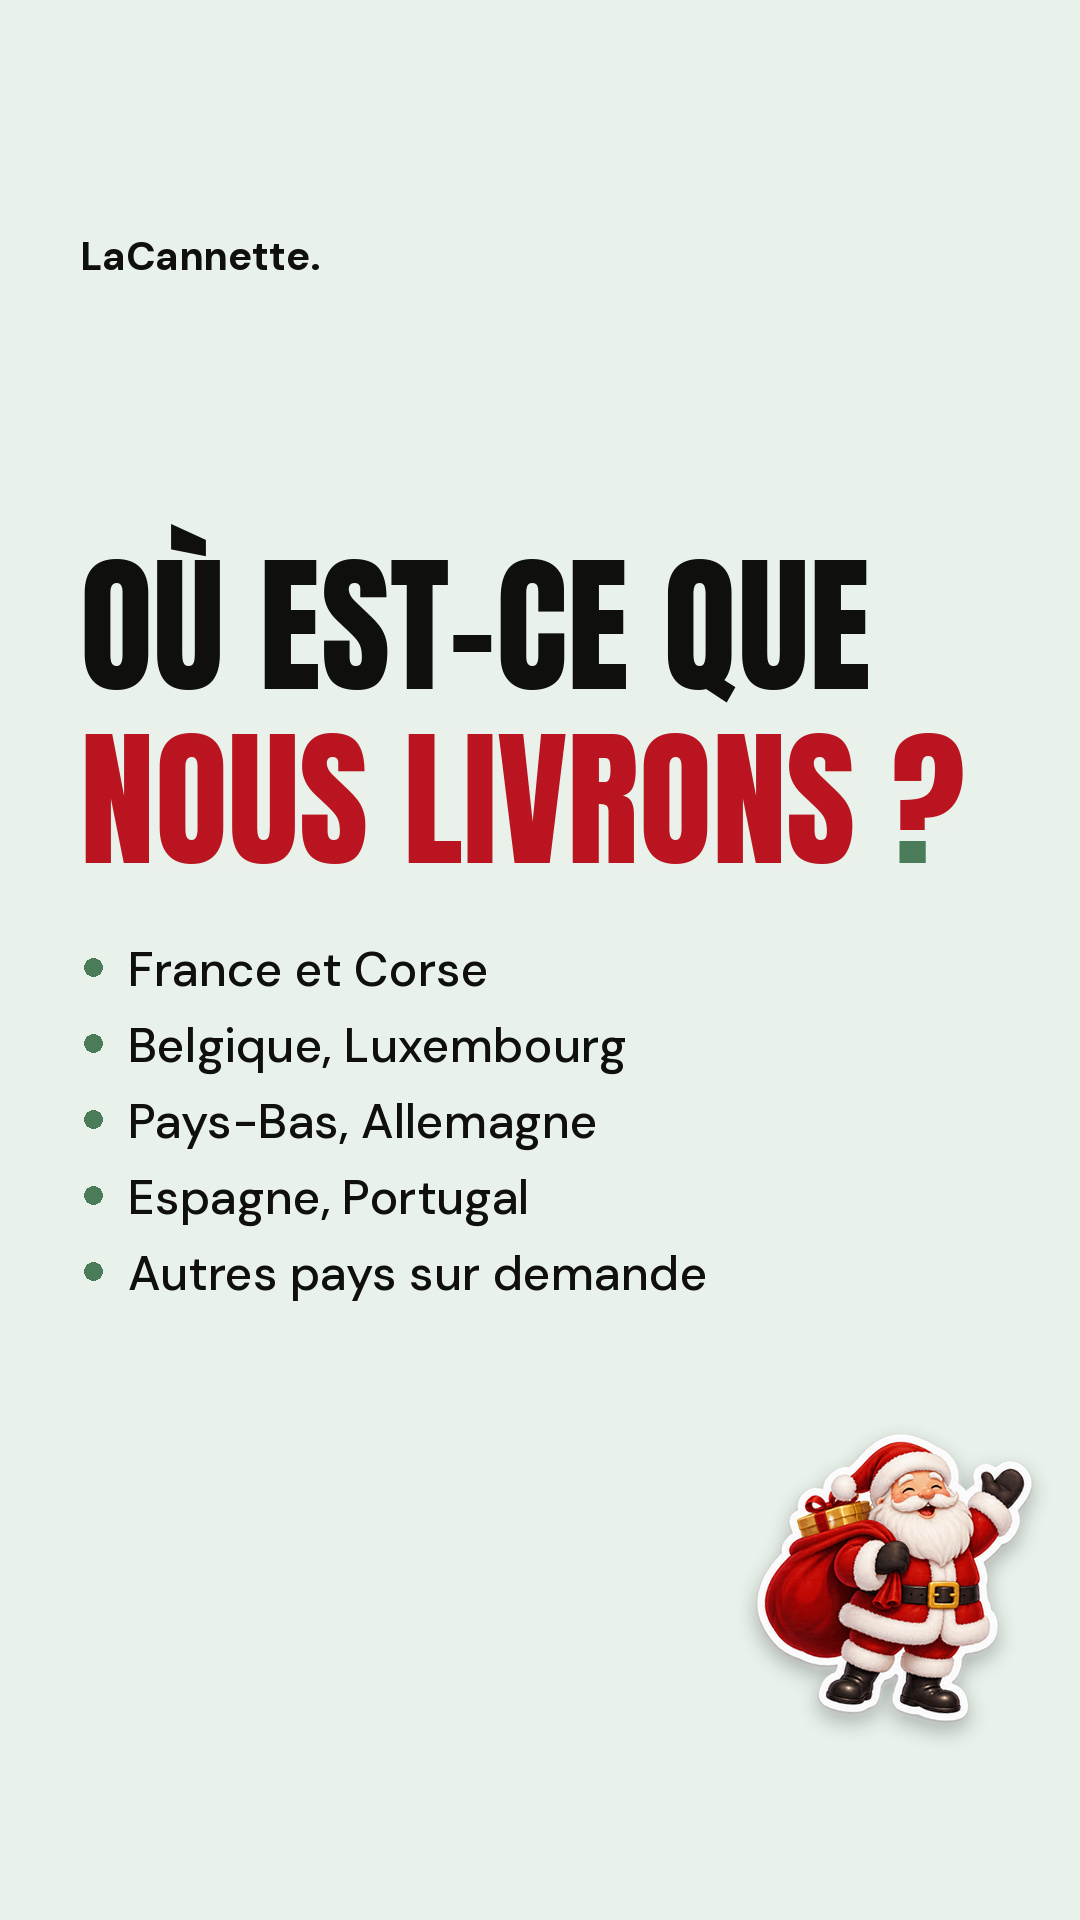 LaCannette.
OÙ EST-CE QUE
NOUS LIVRONS ?
• France et Corse
• Belgique, Luxembourg
• Pays-Bas, Allemagne
• Espagne, Portugal
• Autres pays sur demande